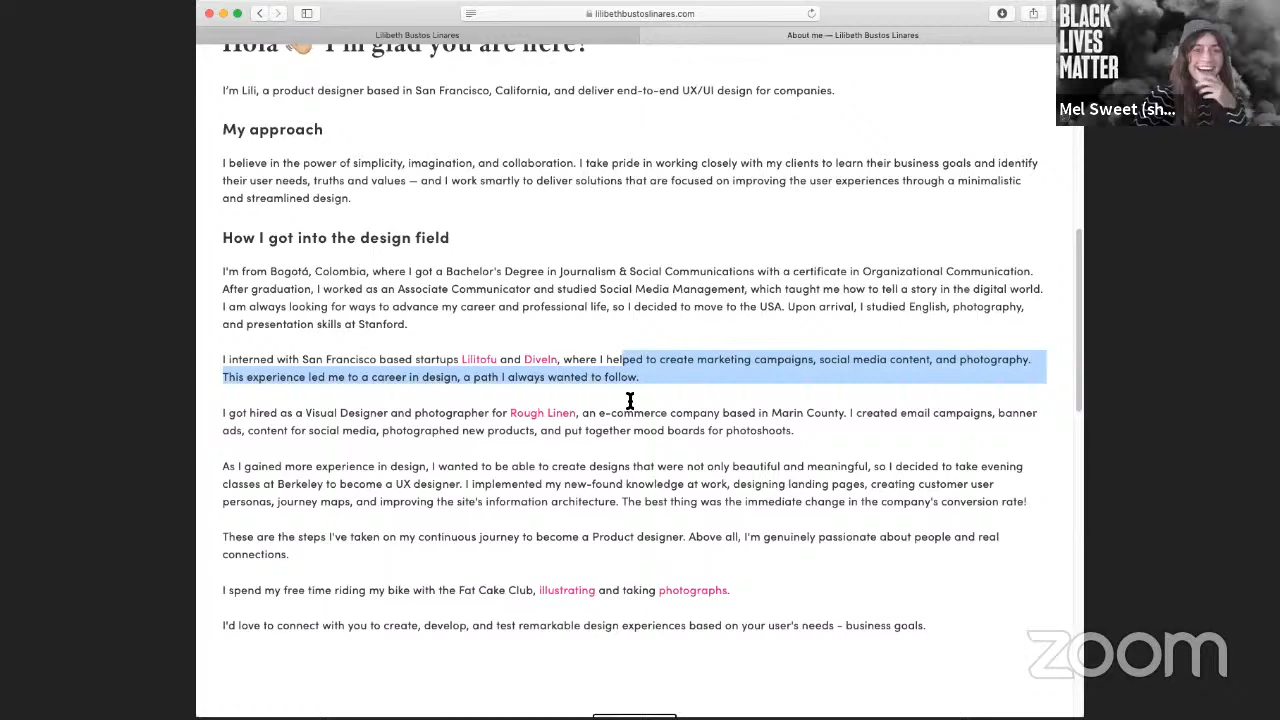 lilibethbustoslinares.com
Lilibeth Bustos Linares
About me — Lilibeth Bustos Linares
Hola 👋 I'm glad you are here!
I'm Lili, a product designer based in San Francisco, California, and deliver end-to-end UX/UI design for companies.
My approach
I believe in the power of simplicity, imagination, and collaboration. I take pride in working closely with my clients to learn their business goals and identify
their user needs, truths and values — and I work smartly to deliver solutions that are focused on improving the user experiences through a minimalistic
and streamlined design.
How I got into the design field
I'm from Bogotá, Colombia, where I got a Bachelor's Degree in Journalism & Social Communications with a certificate in Organizational Communication.
After graduation, I worked as an Associate Communicator and studied Social Media Management, which taught me how to tell a story in the digital world.
I am always looking for ways to advance my career and professional life, so I decided to move to the USA. Upon arrival, I studied English, photography,
and presentation skills at Stanford.
I interned with San Francisco based startups Lilitofu and DiveIn, where I helped to create marketing campaigns, social media content, and photography.
This experience led me to a career in design, a path I always wanted to follow.
I got hired as a Visual Designer and photographer for Rough Linen, an e-commerce company based in Marin County. I created email campaigns, banner
ads, content for social media, photographed new products, and put together mood boards for photoshoots.
As I gained more experience in design, I wanted to be able to create designs that were not only beautiful and meaningful, so I decided to take evening
classes at Berkeley to become a UX designer. I implemented my new-found knowledge at work, designing landing pages, creating customer user
personas, journey maps, and improving the site's information architecture. The best thing was the immediate change in the company's conversion rate!
These are the steps I've taken on my continuous journey to become a Product designer. Above all, I'm genuinely passionate about people and real
connections.
I spend my free time riding my bike with the Fat Cake Club, illustrating and taking photographs.
I'd love to connect with you to create, develop, and test remarkable design experiences based on your user's needs - business goals.
BLACK
LIVES
MATTER
Mel Sweet (sh...
zoom